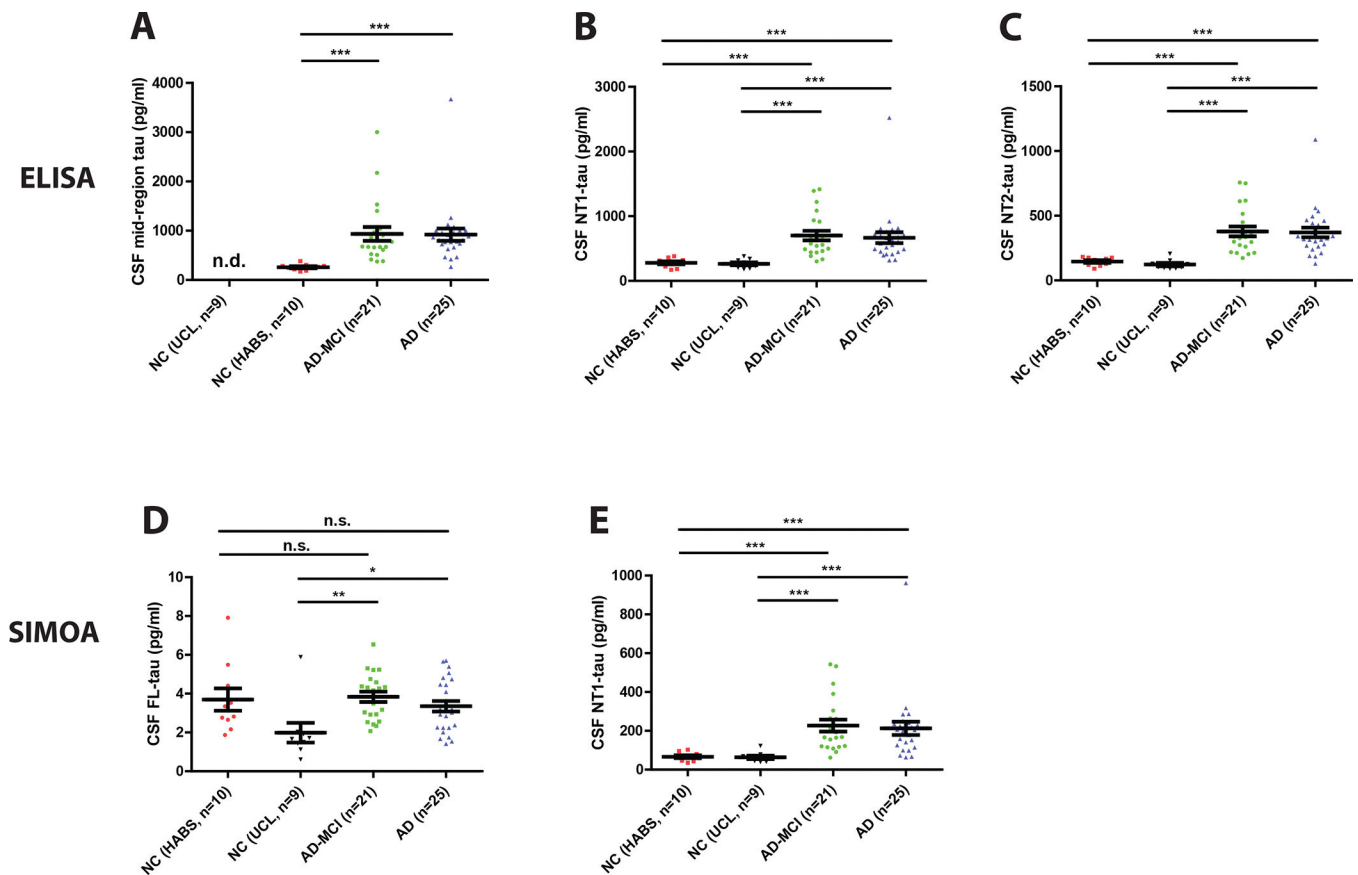 A
B
C
ELISA
***
***
CSF mid-region tau (pg/ml)
4000
3000
2000
1000
0
n.d.
NC (UCL, n=9)
NC (HABS, n=10)
AD-MCI (n=21)
AD (n=25)
***
***
***
***
CSF NT1-tau (pg/ml)
3000
2000
1000
0
NC (HABS, n=10)
NC (UCL, n=9)
AD-MCI (n=21)
AD (n=25)
***
***
***
***
CSF NT2-tau (pg/ml)
1500
1000
500
0
NC (HABS, n=10)
NC (UCL, n=9)
AD-MCI (n=21)
AD (n=25)
SIMOA
D
n.s.
n.s.
*
**
CSF FL-tau (pg/ml)
10
8
6
4
2
0
NC (HABS, n=10)
NC (UCL, n=9)
AD-MCI (n=21)
AD (n=25)
E
***
***
***
***
CSF NT1-tau (pg/ml)
1000
800
600
400
200
0
NC (HABS, n=10)
NC (UCL, n=9)
AD-MCI (n=21)
AD (n=25)